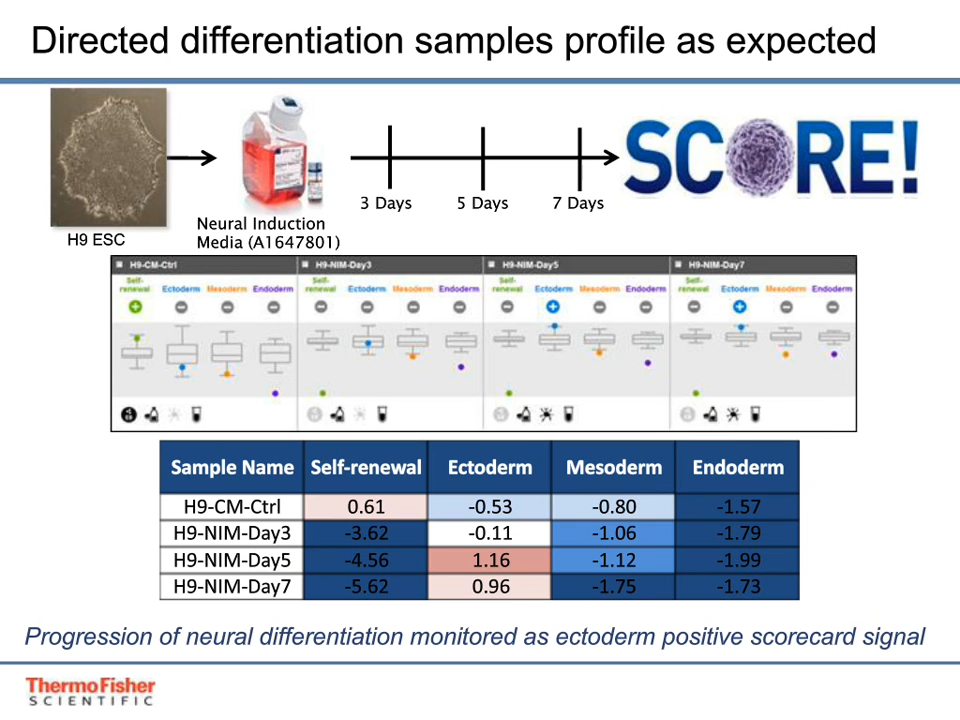 Directed differentiation samples profile as expected
SCORE!
3 Days 5 Days 7 Days
Neural Induction
Media (A1647801)
H9 ESC
H9-CM-Ctrl H9-NIM-Day3 H9-NIM-Day5 H9-NIM-Day7
Self- Self- Self- Self-
renewal Ectoderm Mesoderm Endoderm renewal Ectoderm Mesoderm Endoderm renewal Ectoderm Mesoderm Endoderm renewal Ectoderm Mesoderm Endoderm
Sample Name Self-renewal Ectoderm Mesoderm Endoderm
H9-CM-Ctrl 0.61 -0.53 -0.80 -1.57
H9-NIM-Day3 -3.62 -0.11 -1.06 -1.79
H9-NIM-Day5 -4.56 1.16 -1.12 -1.99
H9-NIM-Day7 -5.62 0.96 -1.75 -1.73
Progression of neural differentiation monitored as ectoderm positive scorecard signal
ThermoFisher
SCIENTIFIC